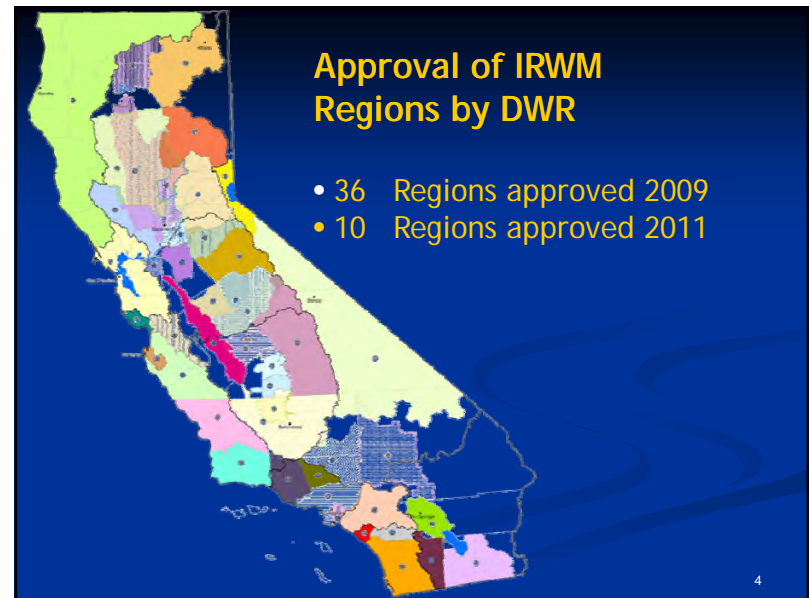 Approval of IRWM
Regions by DWR
• 36 Regions approved 2009
• 10 Regions approved 2011
4